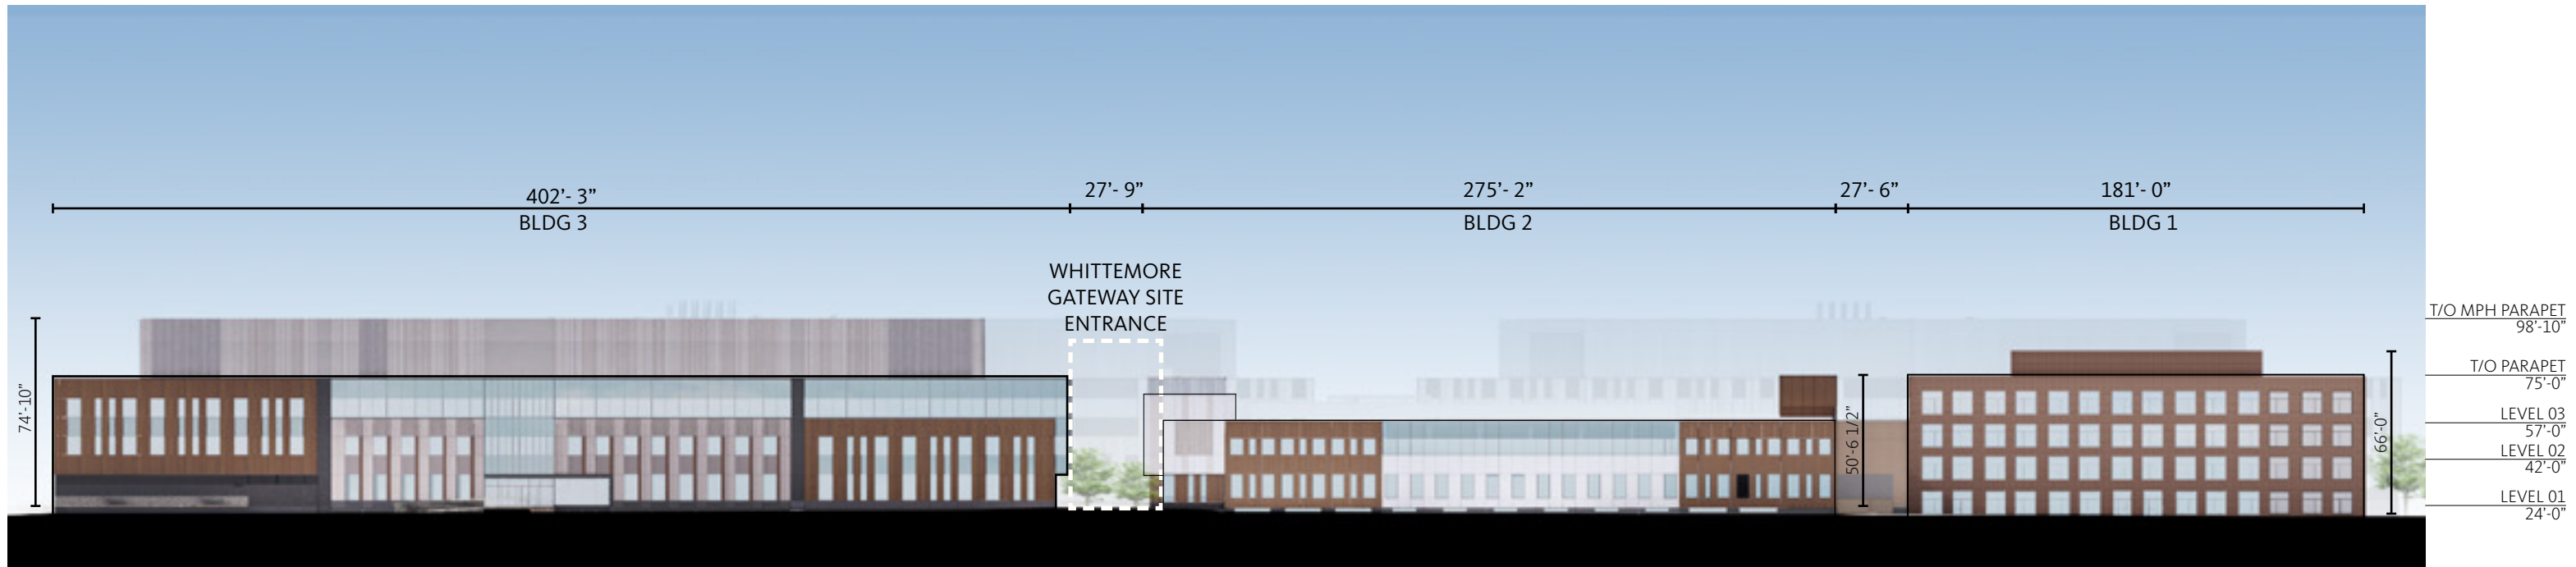 402’- 3”
27’- 9”
275’- 2”
27’- 6”
181’- 0”
BLDG 3
BLDG 2
BLDG 1
WHITTEMORE
GATEWAY SITE
ENTRANCE
74’-10”
50’-6 1/2”
66’-0”
T/O MPH PARAPET
98’-10”
T/O PARAPET
75’-0”
LEVEL 03
57’-0”
LEVEL 02
42’-0”
LEVEL 01
24’-0”